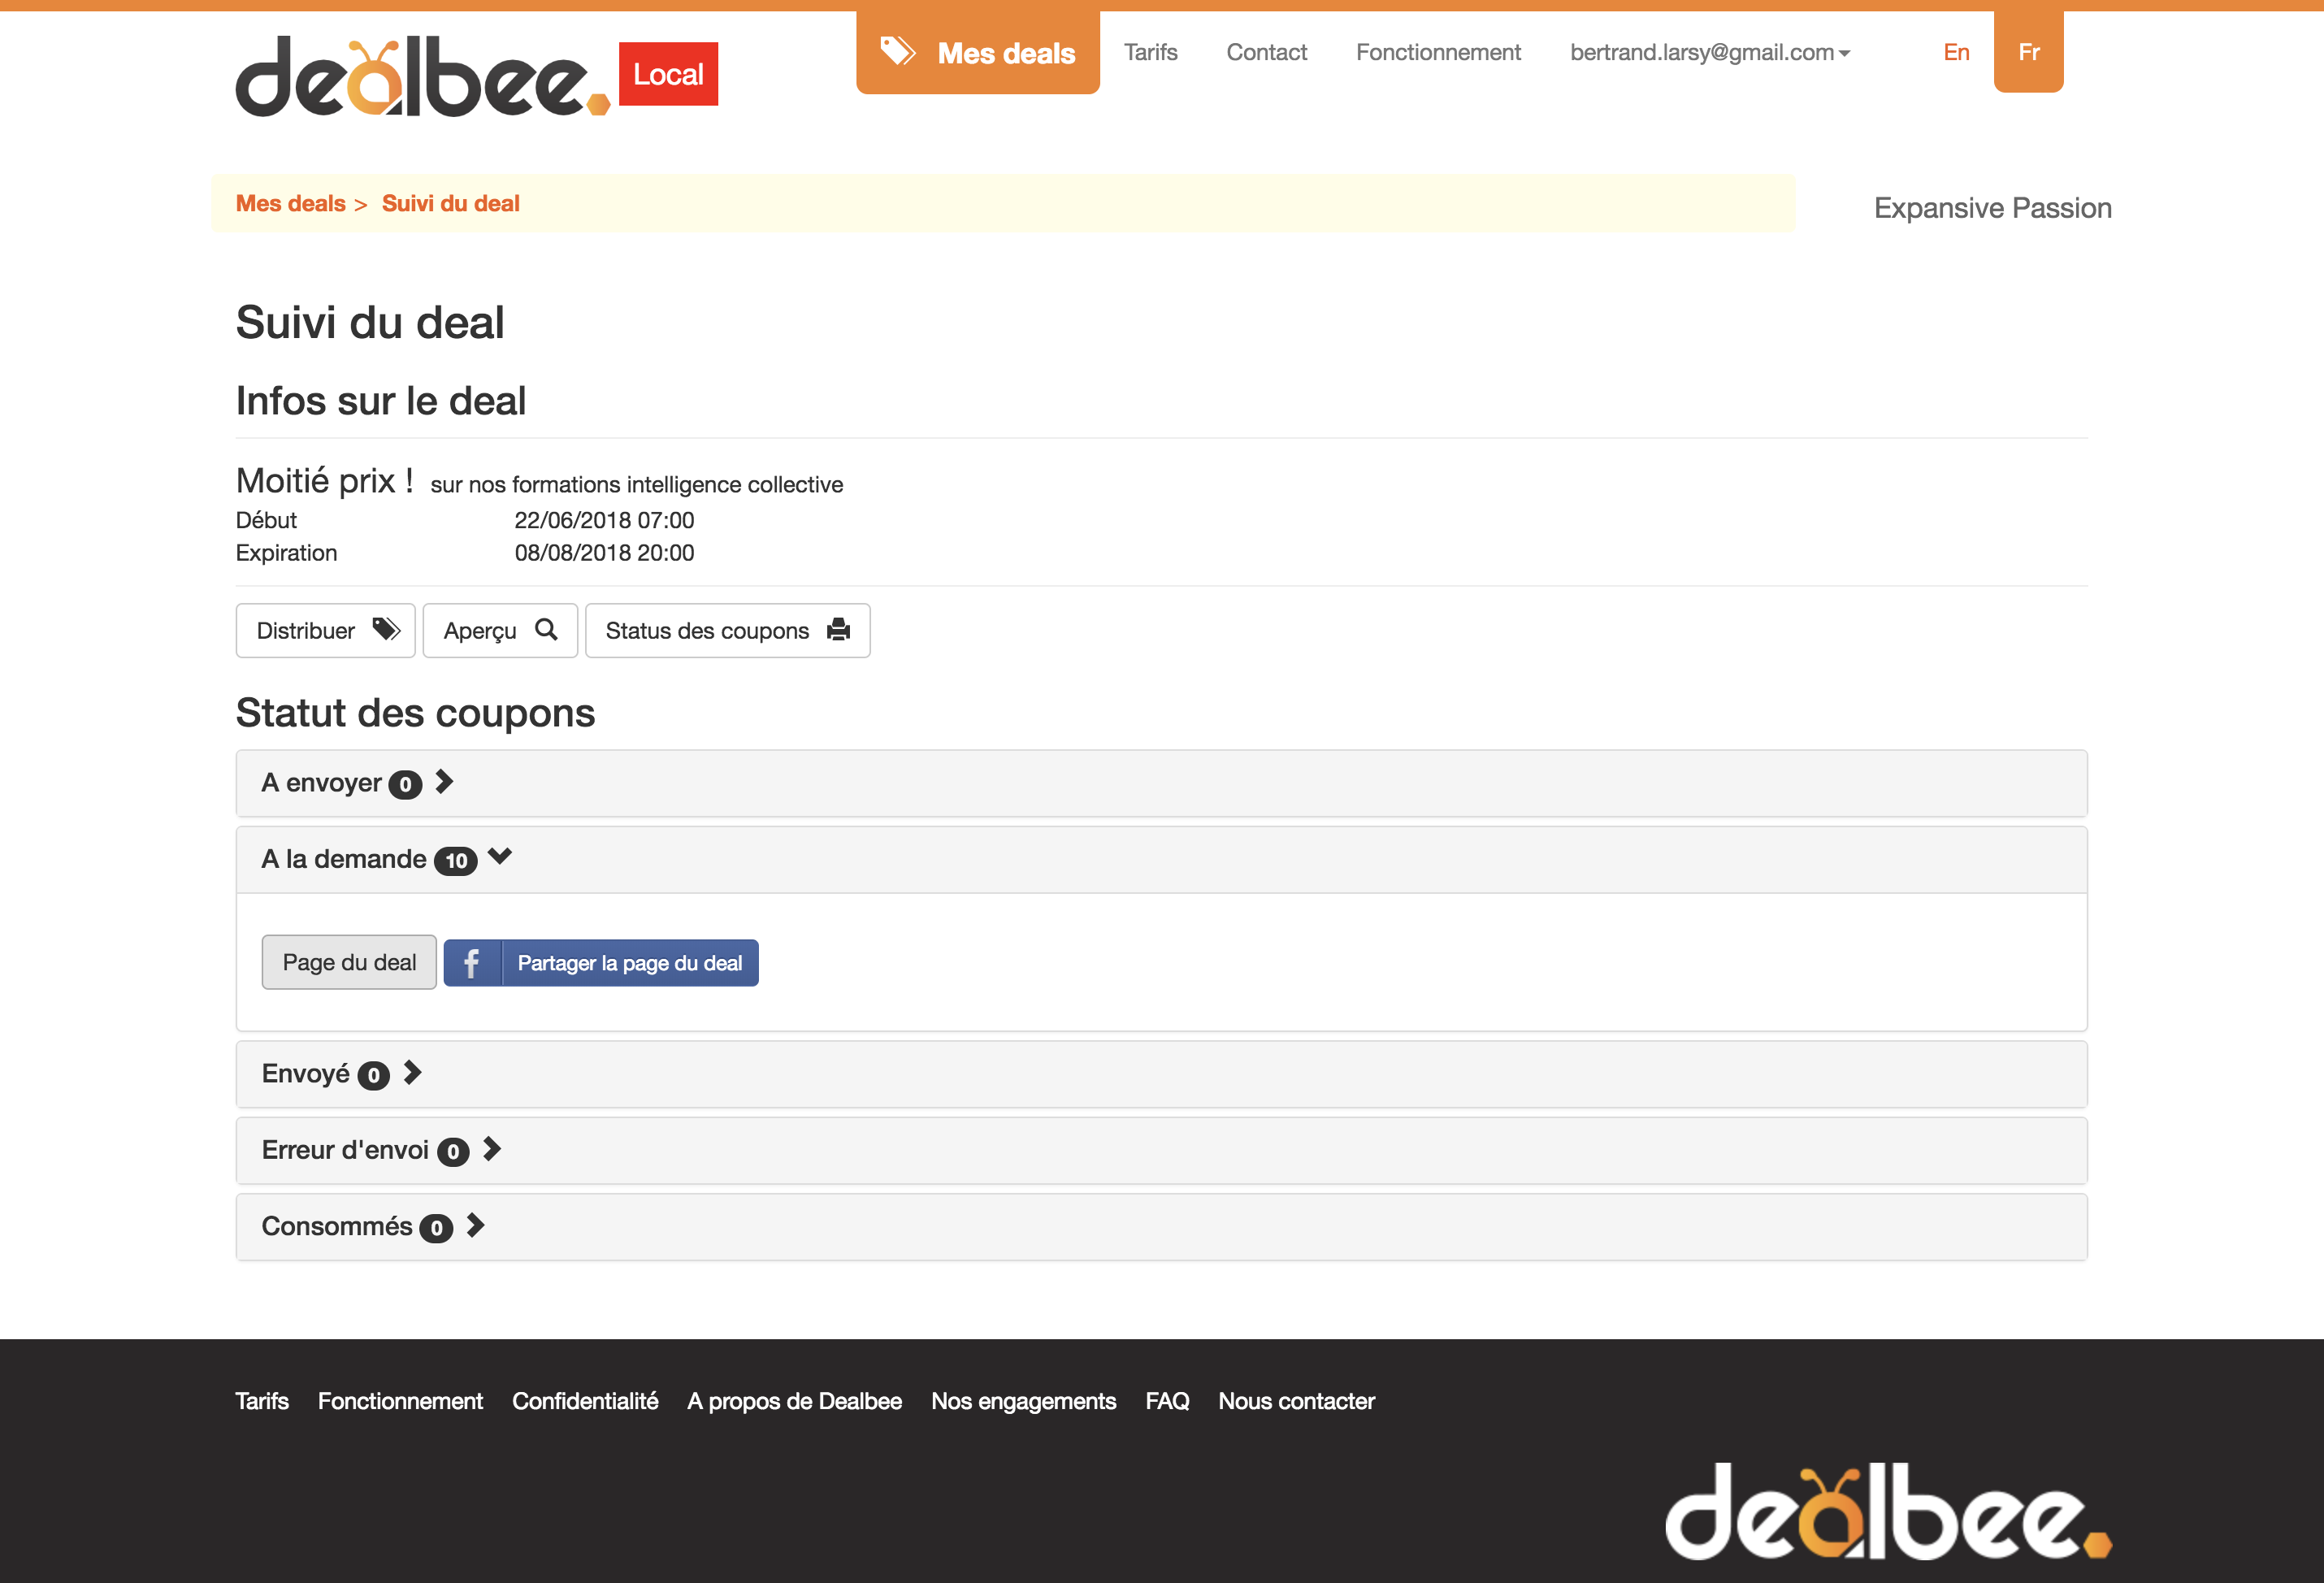 dealbee. Local
Mes deals Tarifs Contact Fonctionnement bertrand.larsy@gmail.com En Fr
Mes deals > Suivi du deal
Expansive Passion
Suivi du deal
Infos sur le deal
Moitié prix ! sur nos formations intelligence collective
Début 22/06/2018 07:00
Expiration 08/08/2018 20:00
Distribuer Aperçu Status des coupons
Statut des coupons
A envoyer 0
A la demande 10
Page du deal f Partager la page du deal
Envoyé 0
Erreur d'envoi 0
Consommés 0
Tarifs Fonctionnement Confidentialité A propos de Dealbee Nos engagements FAQ Nous contacter
dealbee.